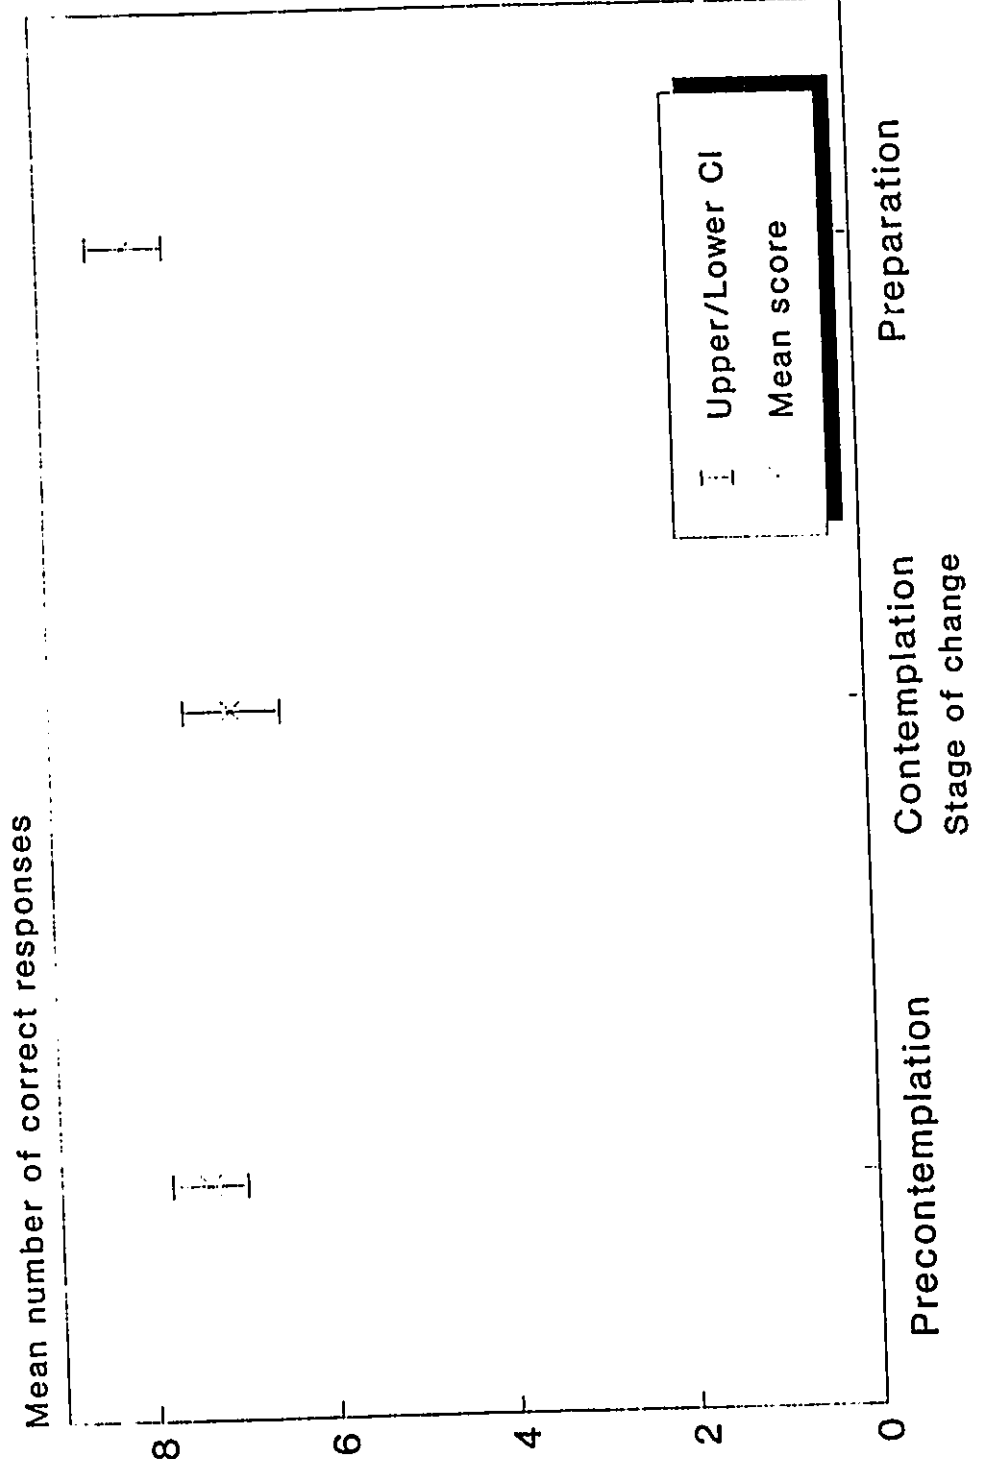 Mean number of correct responses
8
6
4
2
0
Upper/Lower CI
Mean score
Precontemplation
Contemplation
Preparation
Stage of change